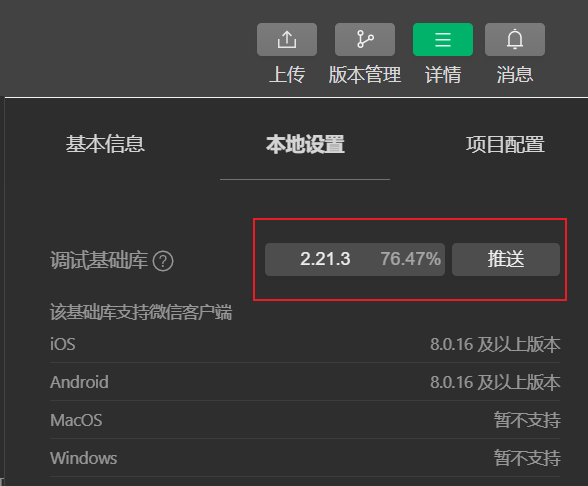 上传 版本管理 详情 消息
基本信息 本地设置 项目配置
调试基础库 ? 2.21.3 76.47% 推送
该基础库支持微信客户端
iOS 8.0.16 及以上版本
Android 8.0.16 及以上版本
MacOS 暂不支持
Windows 暂不支持